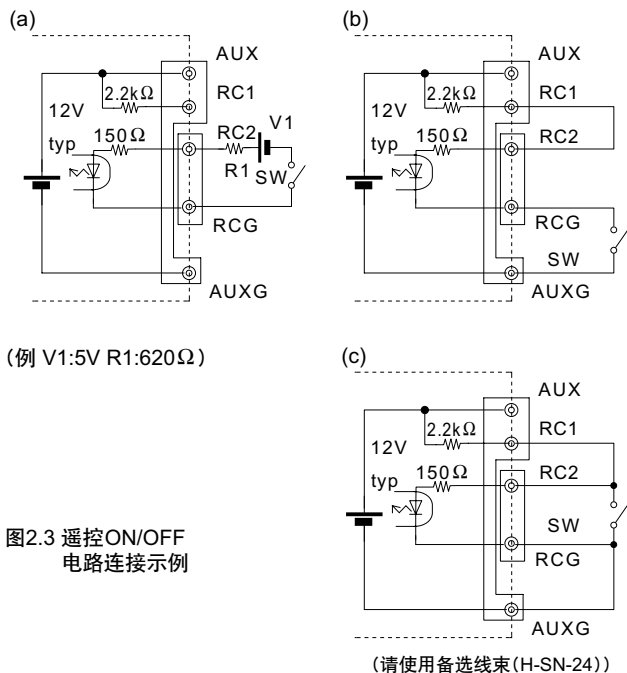 (a)
AUX
2.2kΩ
RC1
12V
V1
typ
150Ω
RC2
R1
SW
RCG
AUXG
(例 V1:5V R1:620Ω)
(b)
AUX
2.2kΩ
RC1
12V
typ
150Ω
RC2
RCG
SW
AUXG
(c)
AUX
2.2kΩ
RC1
12V
typ
150Ω
RC2
SW
RCG
AUXG
(请使用备选线束(H-SN-24))
图2.3 遥控ON/OFF
电路连接示例